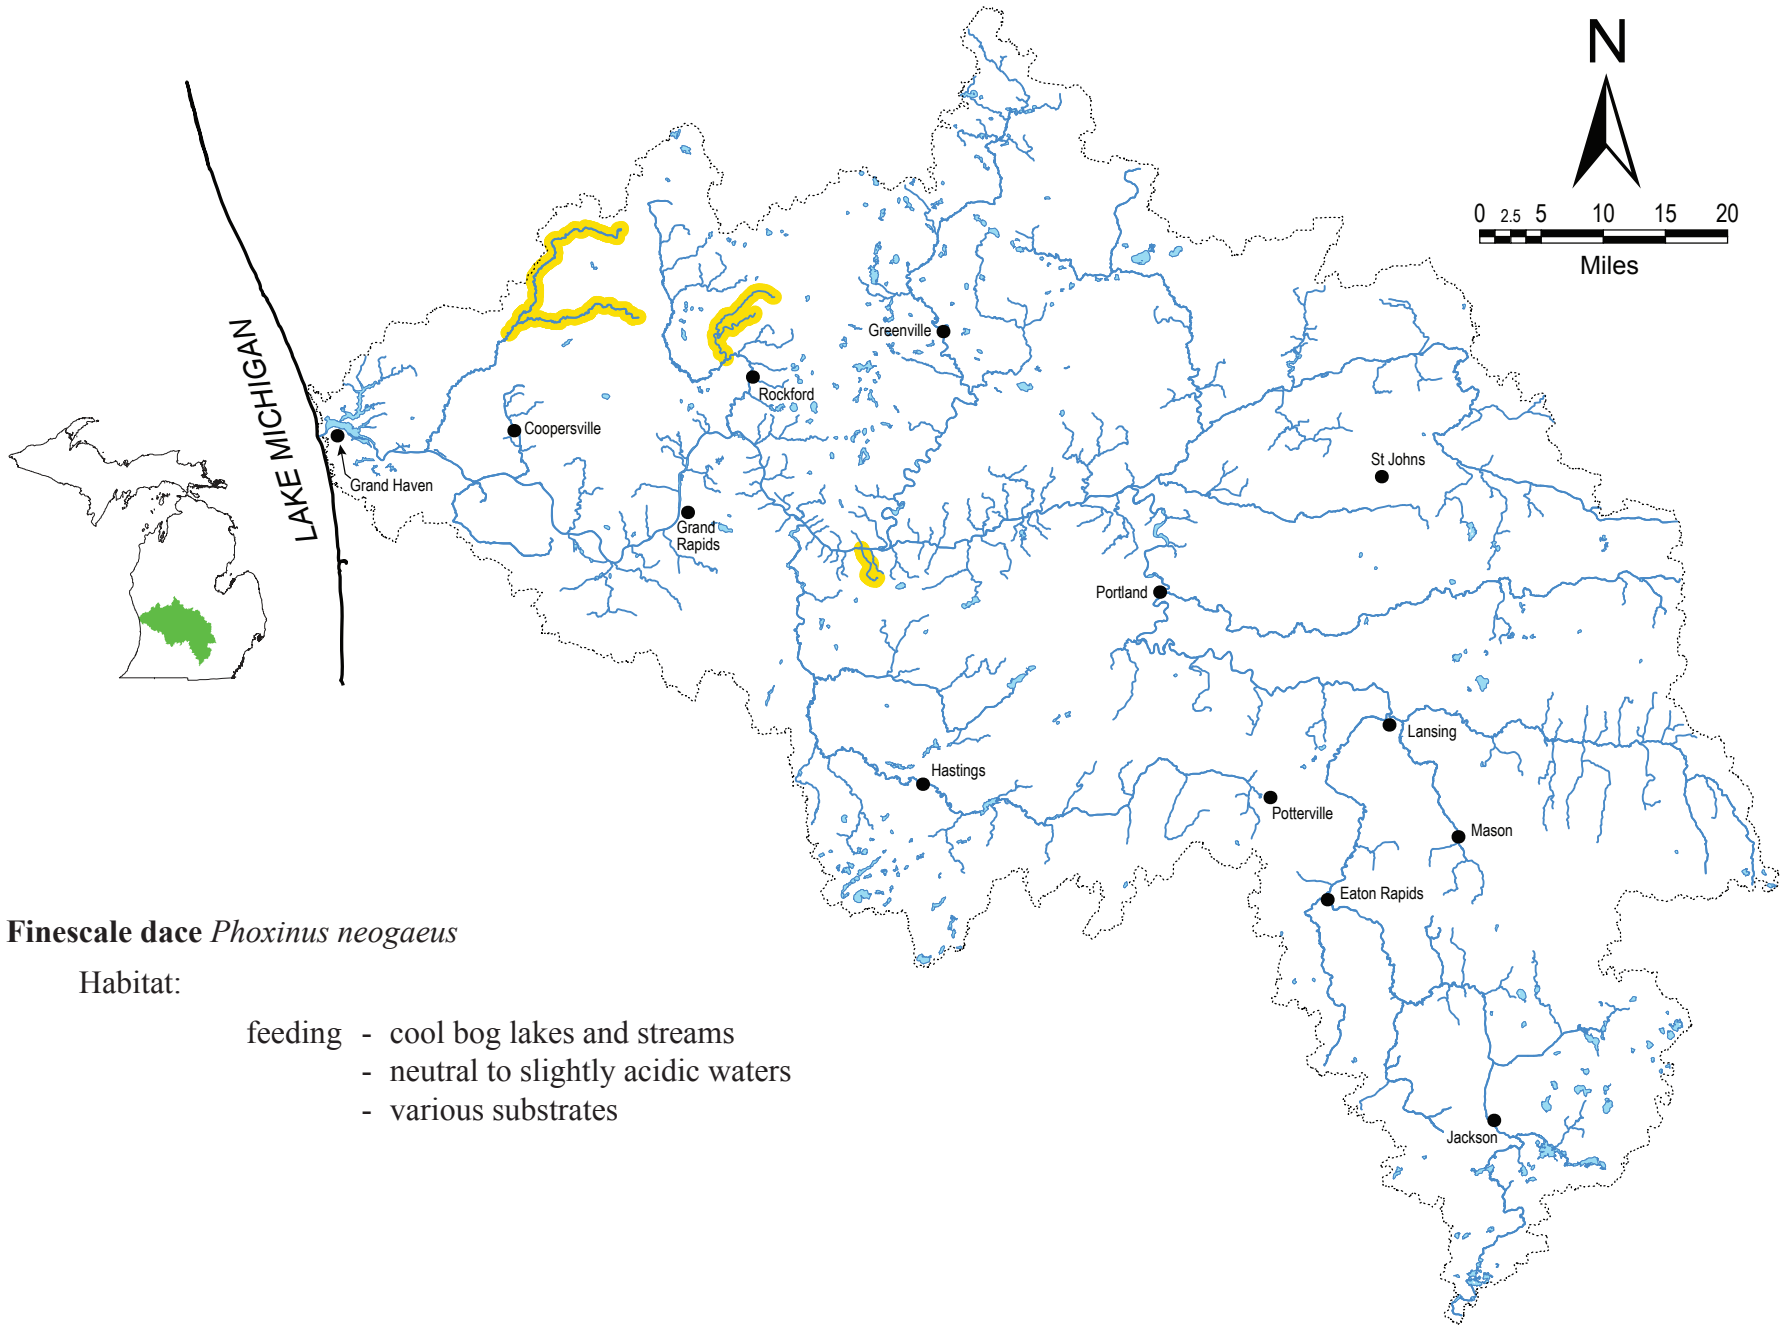 N
0 2.5 5 10 15 20
Miles
LAKE MICHIGAN
Greenville
Rockford
Coopersville
Grand Haven
St Johns
Grand
Rapids
Portland
Lansing
Hastings
Potterville
Mason
Eaton Rapids
Jackson
Finescale dace Phoxinus neogaeus
Habitat:
feeding - cool bog lakes and streams
- neutral to slightly acidic waters
- various substrates